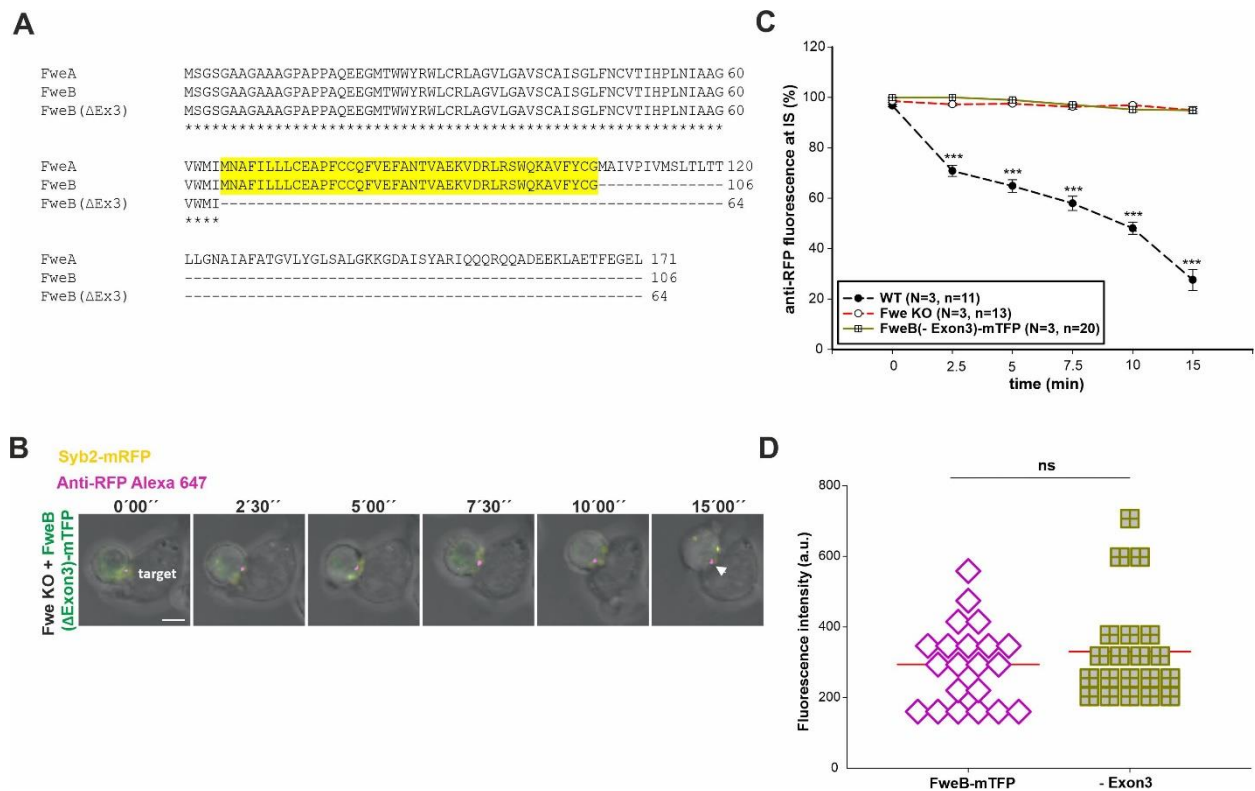 A
FweA MSGSGAAGAAAGPAPPAQEEGMTWWYRWLCRLAGVLGAVSCAISGLFNCVTIHPLNIAAG 60
FweB MSGSGAAGAAAGPAPPAQEEGMTWWYRWLCRLAGVLGAVSCAISGLFNCVTIHPLNIAAG 60
FweB(ΔEx3) MSGSGAAGAAAGPAPPAQEEGMTWWYRWLCRLAGVLGAVSCAISGLFNCVTIHPLNIAAG 60
************************************************************
FweA VWMIMNAFILLLCEAPFCCQFVEFANTVAEKVDRLRSWQKAVFYCGMAIVPIVMSLTLTT 120
FweB VWMIMNAFILLLCEAPFCCQFVEFANTVAEKVDRLRSWQKAVFYCG-------------- 106
FweB(ΔEx3) VWMI-------------------------------------------------------- 64
****
FweA LLGNAIAFATGVLYGLSALGKKGDAISYARIQQQRQQADEEKLAETFEGEL 171
FweB --------------------------------------------------- 106
FweB(ΔEx3) --------------------------------------------------- 64
B
Syb2-mRFP
Anti-RFP Alexa 647
0´00´´ 2´30´´ 5´00´´ 7´30´´ 10´00´´ 15´00´´
Fwe KO + FweB
(ΔExon3)-mTFP
target
C
anti-RFP fluorescence at IS (%)
120
100
80
60
40
20
0
***
***
***
***
***
WT (N=3, n=11)
Fwe KO (N=3, n=13)
FweB(- Exon3)-mTFP (N=3, n=20)
0 2.5 5 7.5 10 15
time (min)
D
ns
Fluorescence intensity (a.u.)
800
600
400
200
0
FweB-mTFP - Exon3